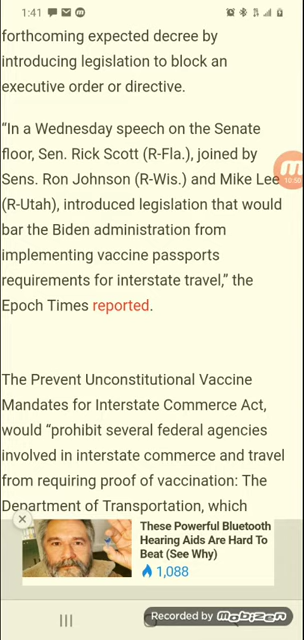 1:41
forthcoming expected decree by
introducing legislation to block an
executive order or directive.
“In a Wednesday speech on the Senate
floor, Sen. Rick Scott (R-Fla.), joined by
Sens. Ron Johnson (R-Wis.) and Mike Lee
(R-Utah), introduced legislation that would
bar the Biden administration from
implementing vaccine passports
requirements for interstate travel,” the
Epoch Times reported.
The Prevent Unconstitutional Vaccine
Mandates for Interstate Commerce Act,
would “prohibit several federal agencies
involved in interstate commerce and travel
from requiring proof of vaccination: The
Department of Transportation, which
These Powerful Bluetooth
Hearing Aids Are Hard To
Beat (See Why)
1,088
Recorded by Mobizen